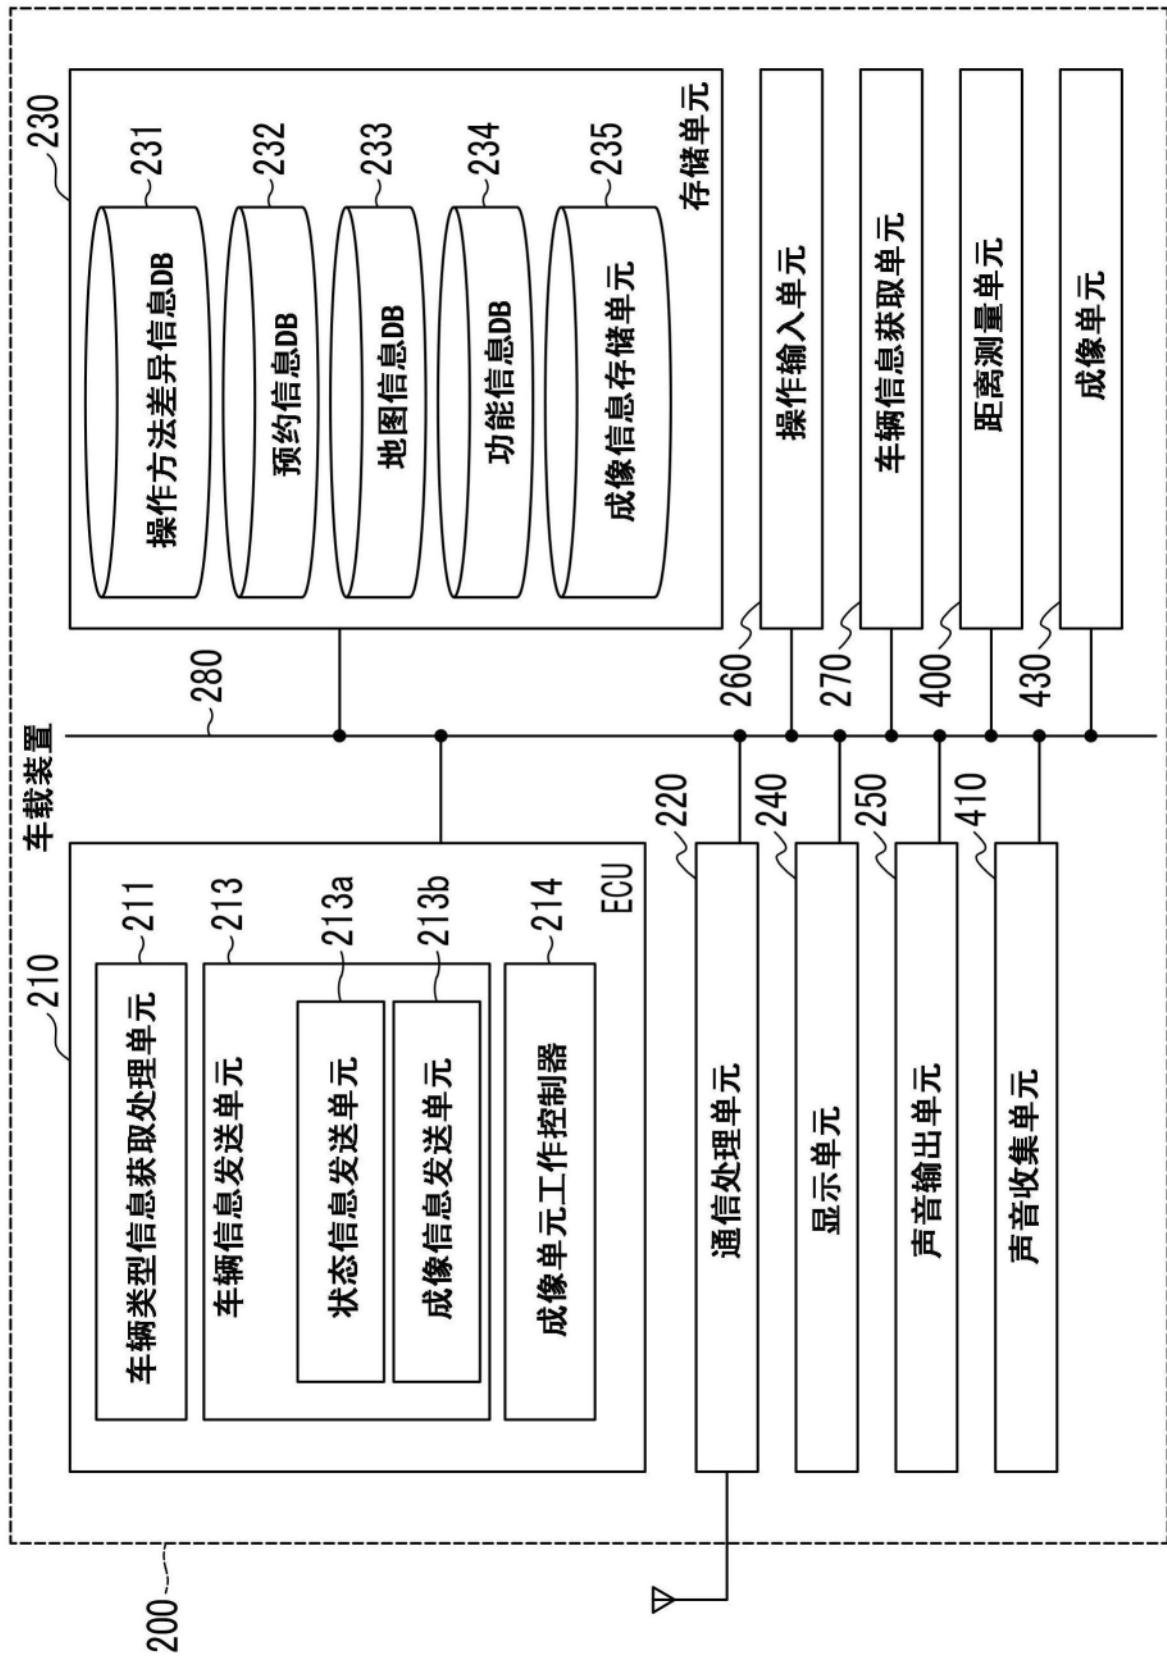 车载装置
200
210
ECU
211
车辆类型信息获取处理单元
213
车辆信息发送单元
213a
状态信息发送单元
213b
成像信息发送单元
214
成像单元工作控制器
220
通信处理单元
240
显示单元
250
声音输出单元
410
声音收集单元
280
230
231
操作方法差异信息DB
232
预约信息DB
233
地图信息DB
234
功能信息DB
235
成像信息存储单元
存储单元
260
操作输入单元
270
车辆信息获取单元
400
距离测量单元
430
成像单元